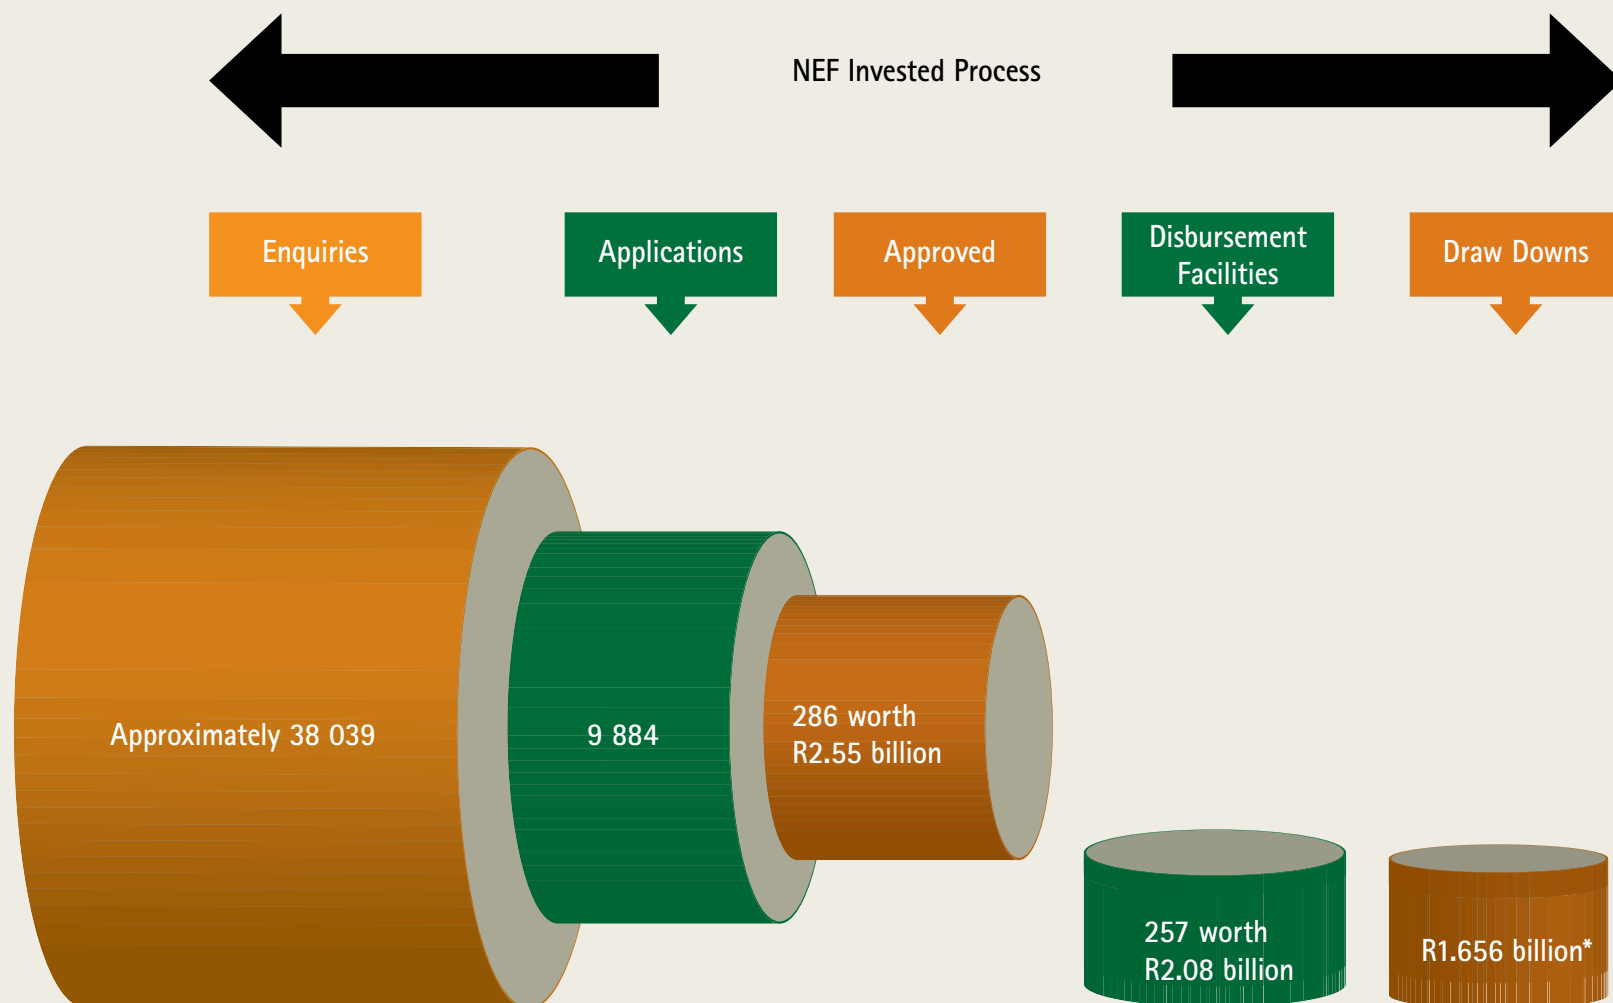 NEF Invested Process
Enquiries
Applications
Approved
Disbursement
Facilities
Draw Downs
Approximately 38 039
9 884
286 worth
R2.55 billion
257 worth
R2.08 billion
R1.656 billion*